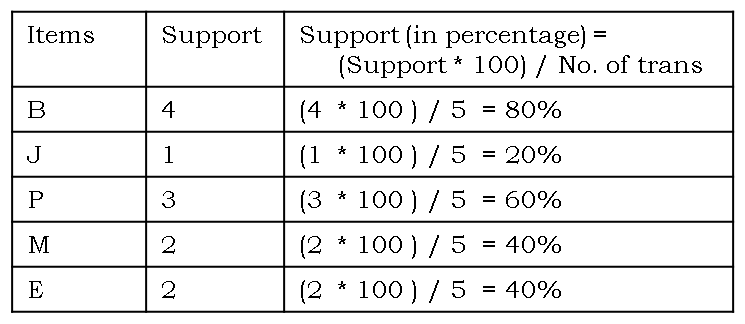 Items Support Support (in percentage) =
(Support * 100) / No. of trans
B 4 (4 * 100 ) / 5 = 80%
J 1 (1 * 100 ) / 5 = 20%
P 3 (3 * 100 ) / 5 = 60%
M 2 (2 * 100 ) / 5 = 40%
E 2 (2 * 100 ) / 5 = 40%